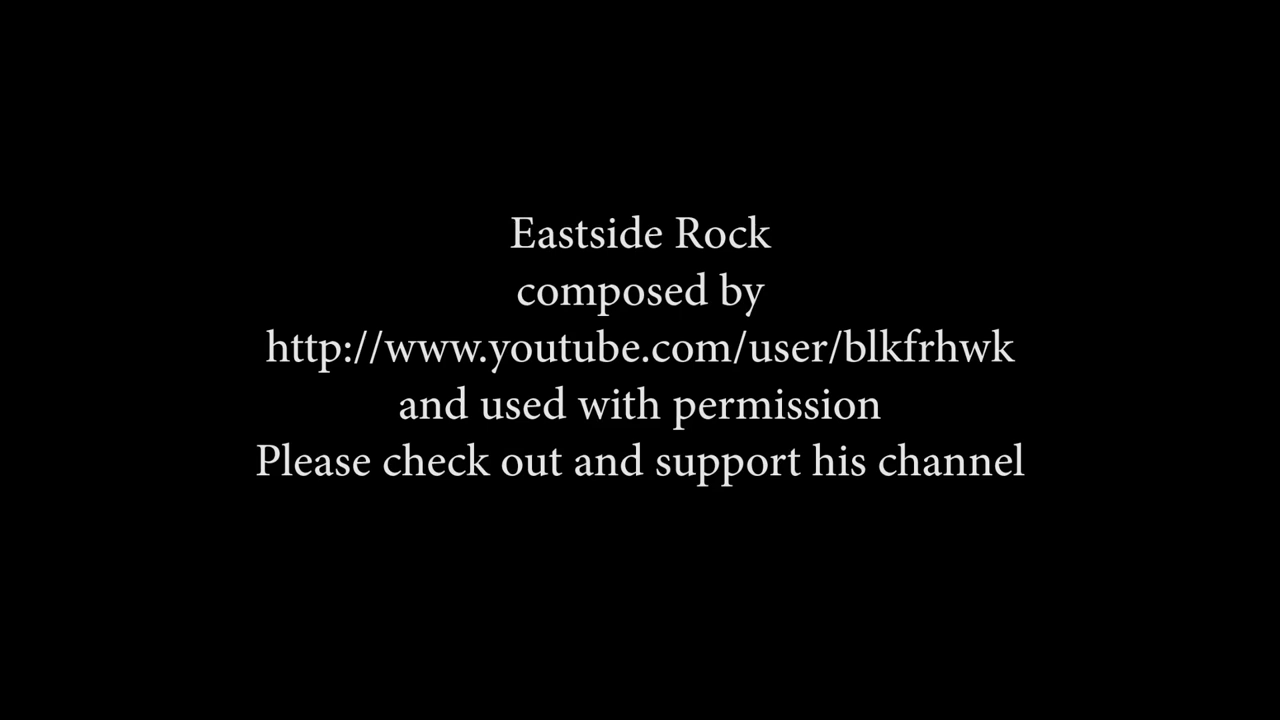 Eastside Rock
composed by
http://www.youtube.com/user/blkfrhwk
and used with permission
Please check out and support his channel